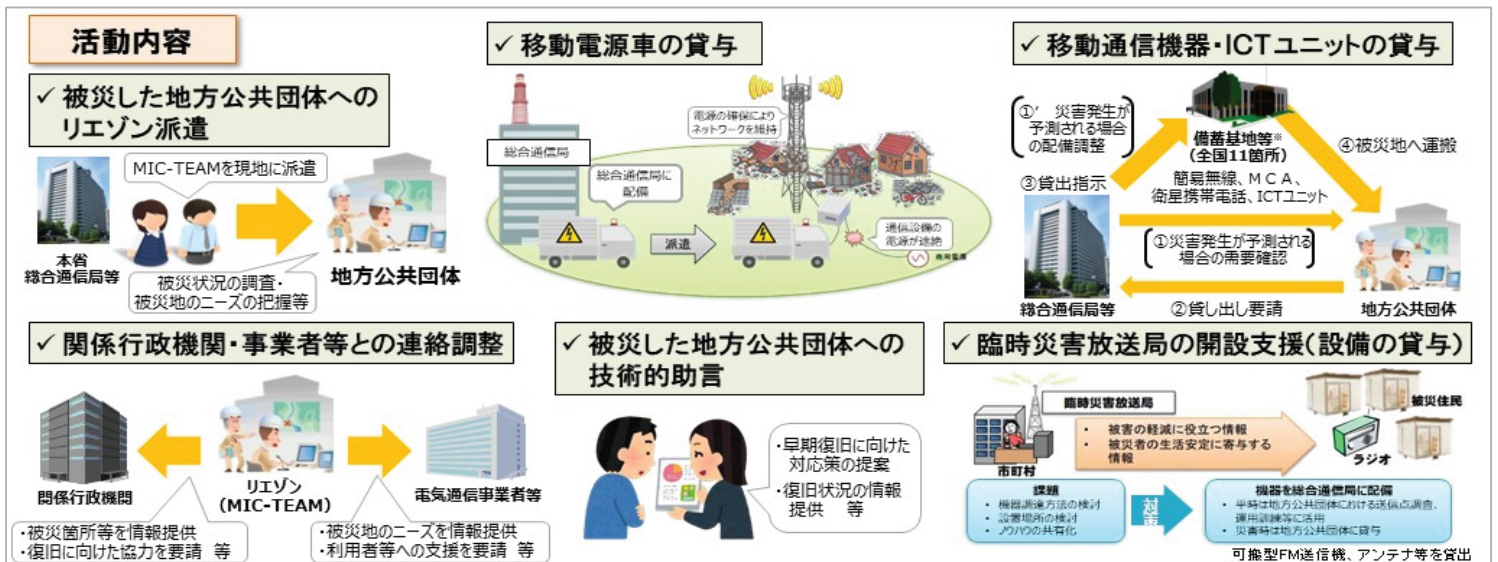 活動内容
✓ 被災した地方公共団体への
リエゾン派遣
MIC-TEAMを現地に派遣
本省
総合通信局等
地方公共団体
被災状況の調査・
被災地のニーズの把握等
✓ 移動電源車の貸与
総合通信局
電源の確保により
ネットワークを維持
総合通信局に
配備
派遣
通信設備の
電源が途絶
商用電源
✓ 移動通信機器・ICTユニットの貸与
①’ 災害発生が
予測される場合
の配備調整
備蓄基地等※
(全国11箇所)
④被災地へ運搬
③貸出指示
簡易無線、MCA、
衛星携帯電話、ICTユニット
①災害発生が予測される
場合の需要確認
総合通信局等
②貸し出し要請
地方公共団体
✓ 関係行政機関・事業者等との連絡調整
関係行政機関
リエゾン
(MIC-TEAM)
電気通信事業者等
・被災箇所等を情報提供
・復旧に向けた協力を要請 等
・被災地のニーズを情報提供
・利用者等への支援を要請 等
✓ 被災した地方公共団体への
技術的助言
・早期復旧に向けた
対応策の提案
・復旧状況の情報
提供 等
✓ 臨時災害放送局の開設支援(設備の貸与)
臨時災害放送局
市町村
• 被害の軽減に役立つ情報
• 被災者の生活安定に寄与する
情報
被災住民
ラジオ
課題
• 機器調達方法の検討
• 設置場所の検討
• ノウハウの共有化
対策
機器を総合通信局に配備
• 平時は地方公共団体における送信点調査、
運用訓練等に活用
• 災害時は地方公共団体に貸与
可搬型FM送信機、アンテナ等を貸出